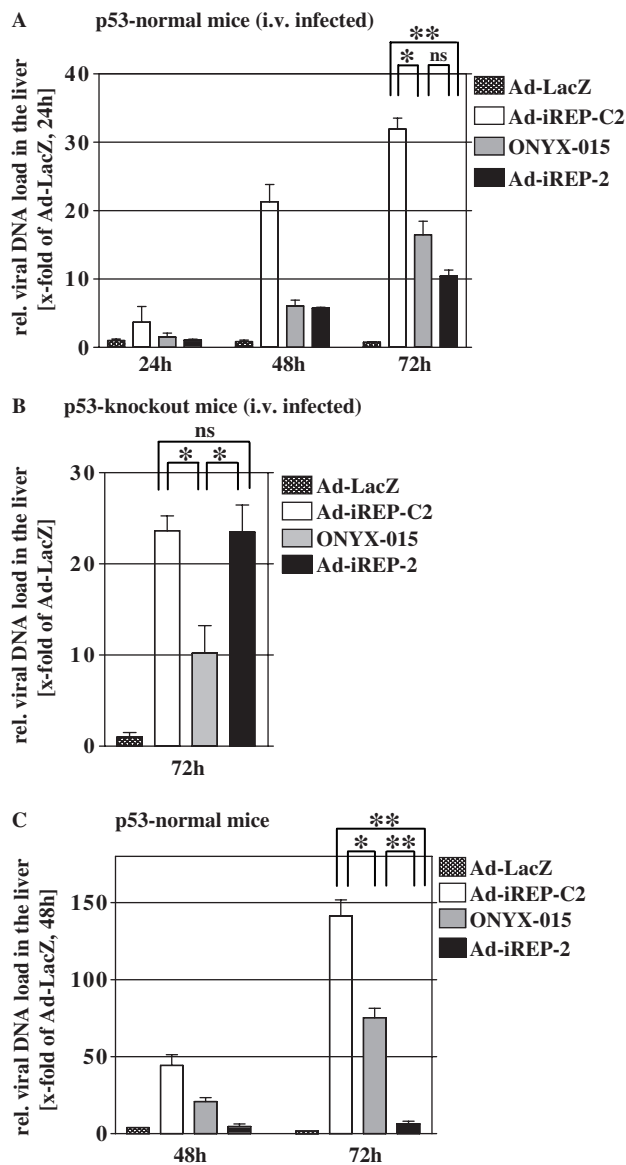 A p53-normal mice (i.v. infected)
rel. viral DNA load in the liver
[x-fold of Ad-LacZ, 24h]
40
30
20
10
0
**
* ns
Ad-LacZ
Ad-iREP-C2
ONYX-015
Ad-iREP-2
24h 48h 72h
B p53-knockout mice (i.v. infected)
rel. viral DNA load in the liver
[x-fold of Ad-LacZ]
30
20
10
0
ns
* *
Ad-LacZ
Ad-iREP-C2
ONYX-015
Ad-iREP-2
72h
C p53-normal mice
rel. viral DNA load in the liver
[x-fold of Ad-LacZ, 48h]
150
100
50
0
**
* **
Ad-LacZ
Ad-iREP-C2
ONYX-015
Ad-iREP-2
48h 72h